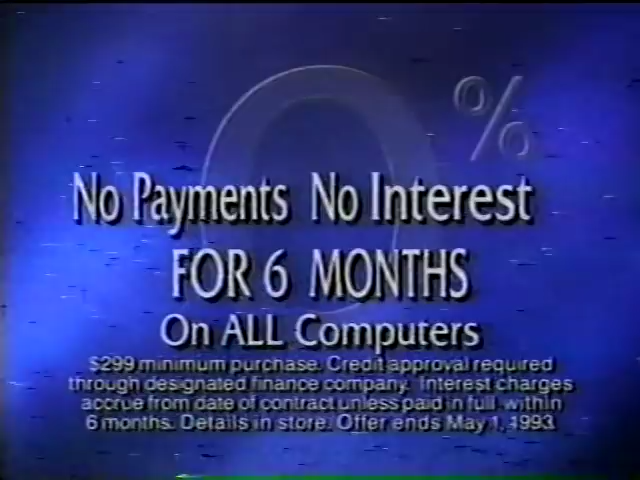 0%
No Payments No Interest
FOR 6 MONTHS
On ALL Computers
$299 minimum purchase. Credit approval required
through designated finance company. Interest charges
accrue from date of contract unless paid in full within
6 months. Details in store. Offer ends May 1, 1993.